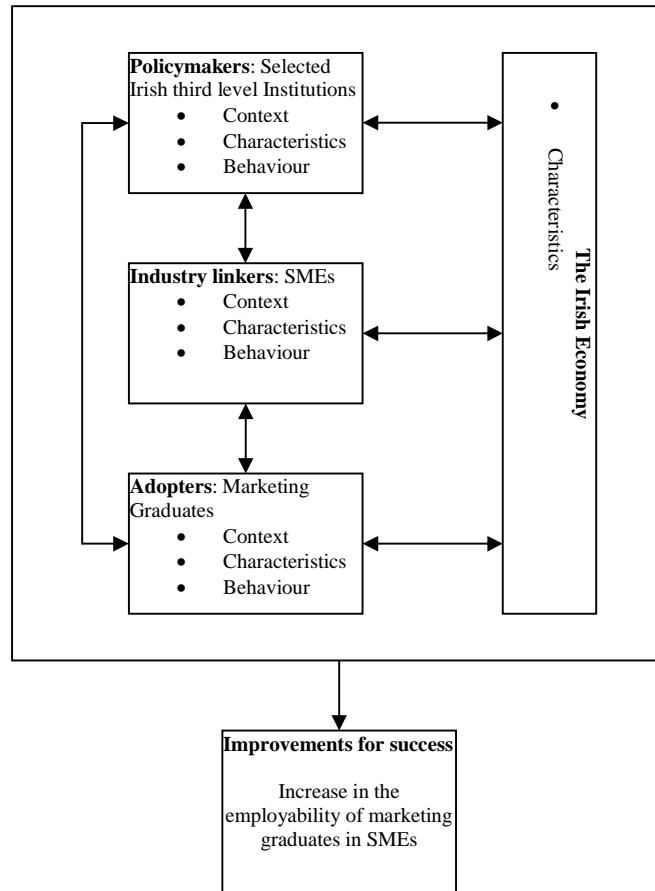 Policymakers: Selected
Irish third level Institutions
• Context
• Characteristics
• Behaviour
Industry linkers: SMEs
• Context
• Characteristics
• Behaviour
Adopters: Marketing
Graduates
• Context
• Characteristics
• Behaviour
The Irish Economy
• Characteristics
Improvements for success
Increase in the
employability of marketing
graduates in SMEs